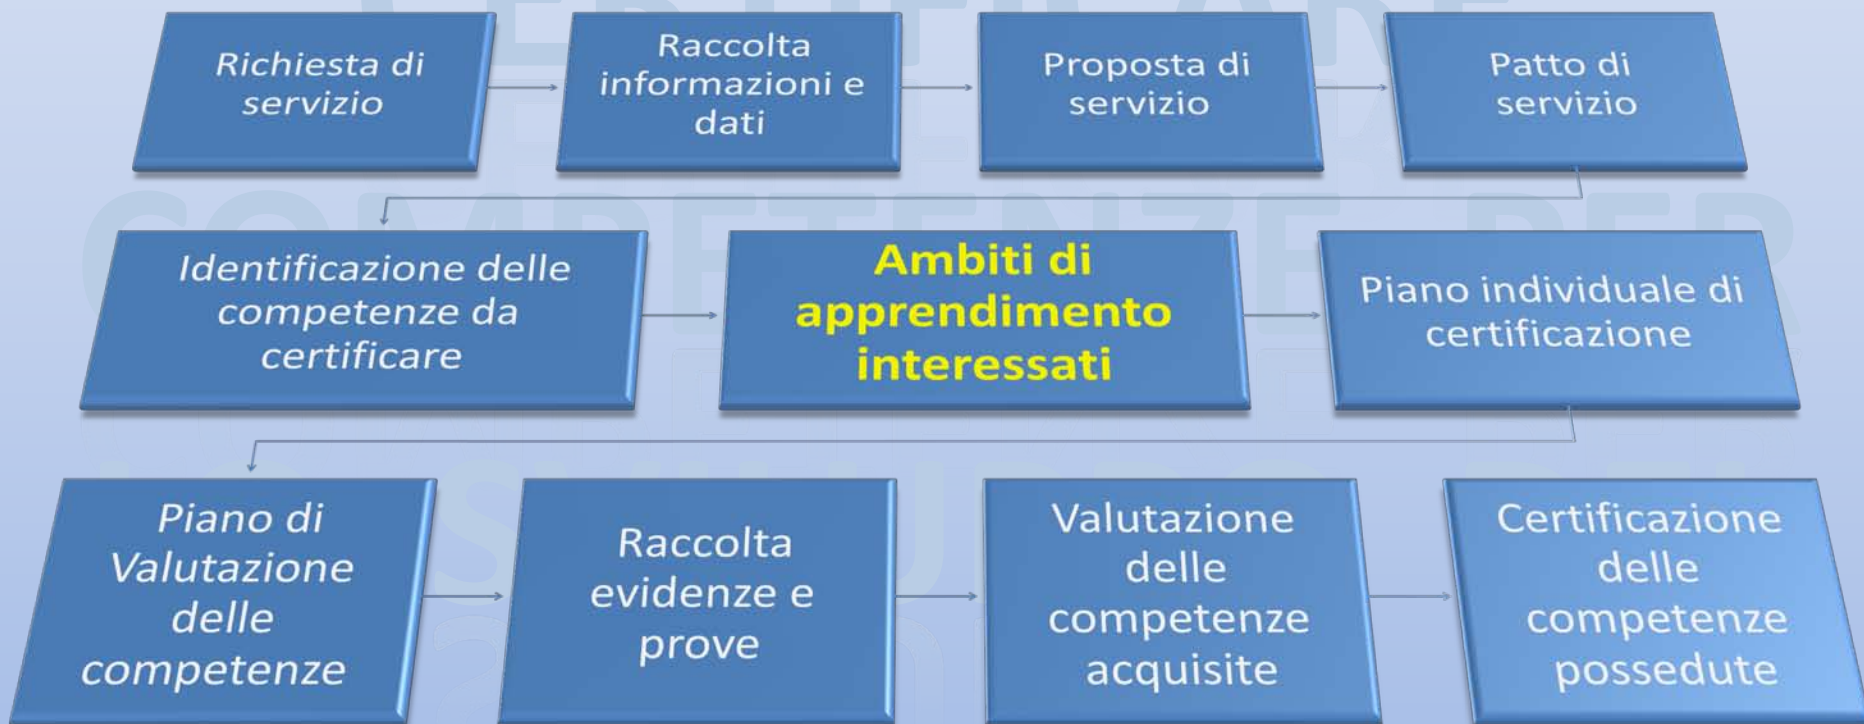 Richiesta di
servizio
Raccolta
informazioni e
dati
Proposta di
servizio
Patto di
servizio
Identificazione delle
competenze da
certificare
Ambiti di
apprendimento
interessati
Piano individuale di
certificazione
Piano di
Valutazione
delle
competenze
Raccolta
evidenze e
prove
Valutazione
delle
competenze
acquisite
Certificazione
delle
competenze
possedute